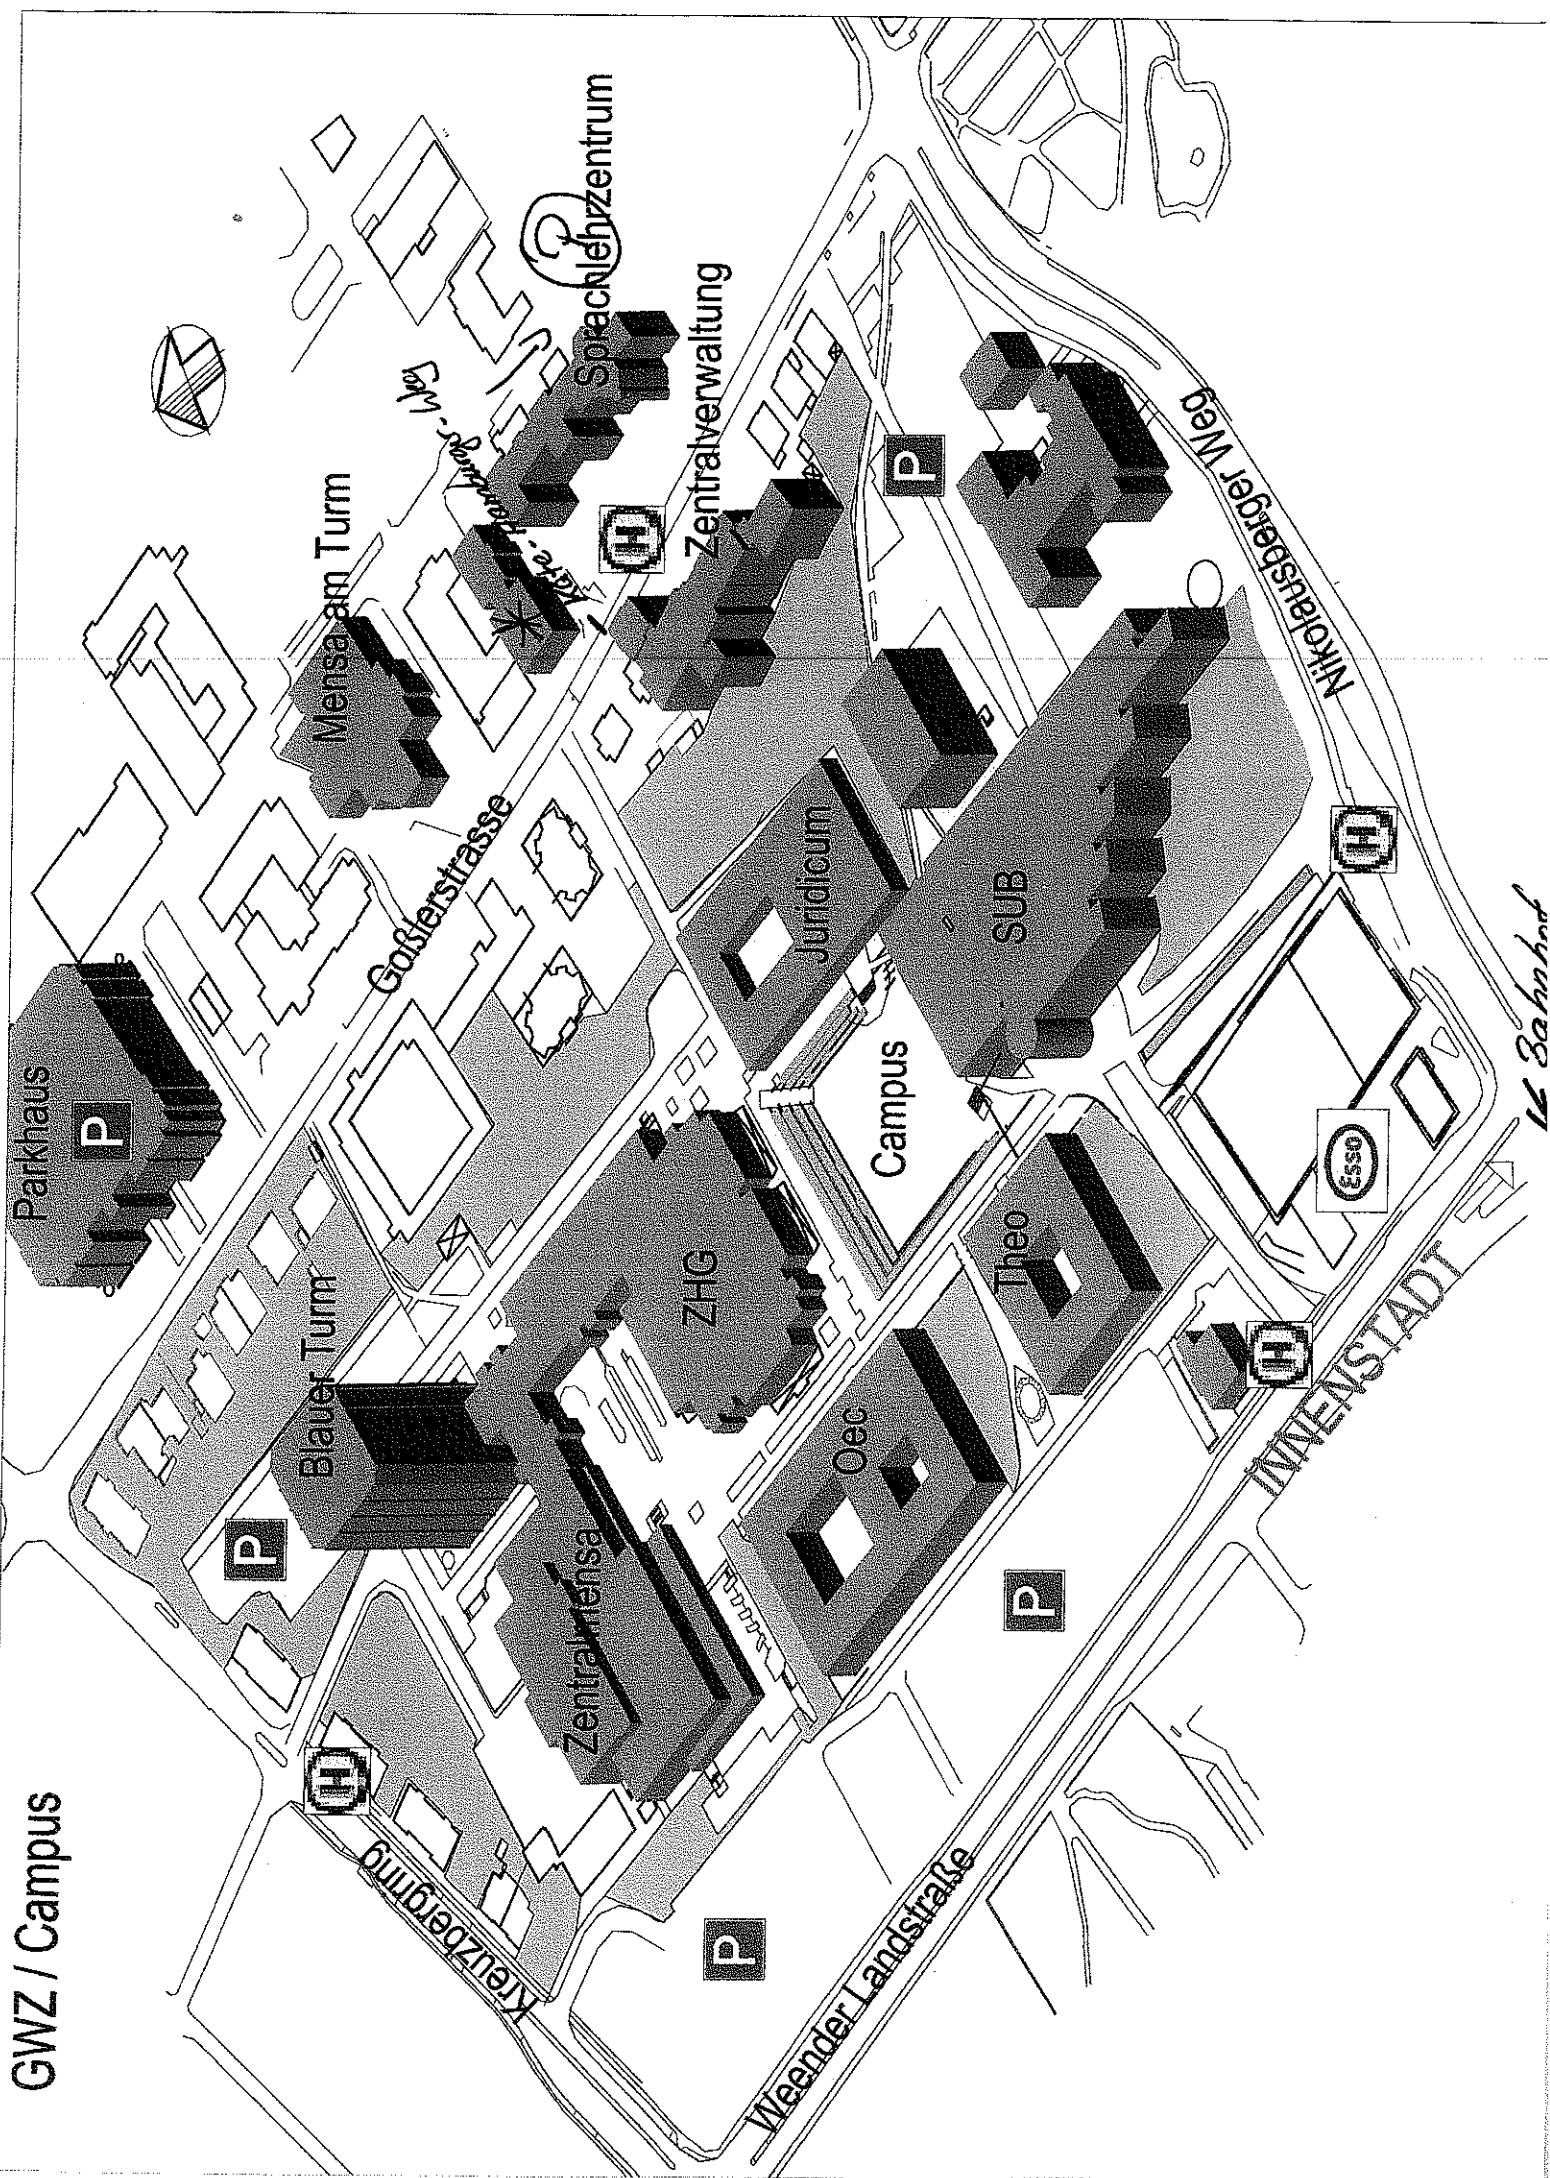 GWZ / Campus
Parkhaus
P
Blauer Turm
P
H
Kreuzbergring
Goßlerstrasse
Mensa am Turm
Käte-Hamburger-Weg
?
Sprachlehrzentrum
H
Zentralverwaltung
Zentralmensa
ZHG
Juridicum
P
Campus
SUB
Oec
Theo
P
P
Weender Landstraße
Nikolausberger Weg
H
H
Esso
INNENSTADT
Bahnhof